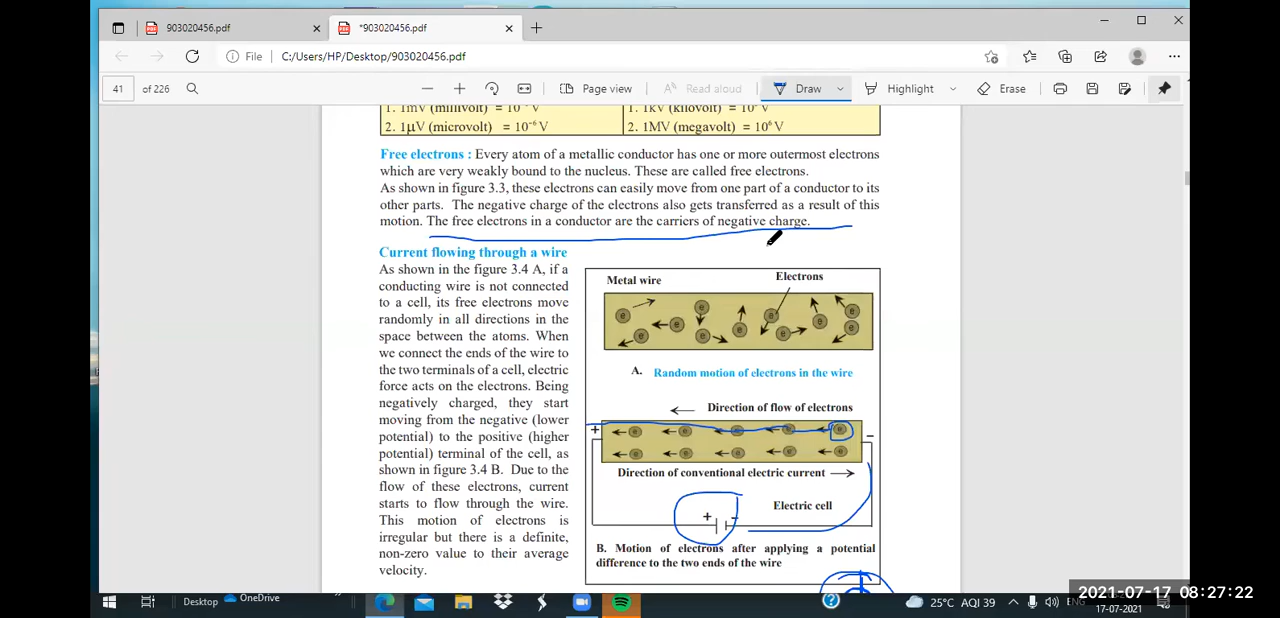 903020456.pdf
*903020456.pdf
File
C:/Users/HP/Desktop/903020456.pdf
41 of 226
Page view
Read aloud
Draw
Highlight
Erase
1. 1mV (millivolt) = 10 V
1. 1kV (kilovolt) = 10 V
2. 1μV (microvolt) = 10⁻⁶ V
2. 1MV (megavolt) = 10⁶ V
Free electrons : Every atom of a metallic conductor has one or more outermost electrons
which are very weakly bound to the nucleus. These are called free electrons.
As shown in figure 3.3, these electrons can easily move from one part of a conductor to its
other parts. The negative charge of the electrons also gets transferred as a result of this
motion. The free electrons in a conductor are the carriers of negative charge.
Current flowing through a wire
As shown in the figure 3.4 A, if a
conducting wire is not connected
to a cell, its free electrons move
randomly in all directions in the
space between the atoms. When
we connect the ends of the wire to
the two terminals of a cell, electric
force acts on the electrons. Being
negatively charged, they start
moving from the negative (lower
potential) to the positive (higher
potential) terminal of the cell, as
shown in figure 3.4 B. Due to the
flow of these electrons, current
starts to flow through the wire.
This motion of electrons is
irregular but there is a definite,
non-zero value to their average
velocity.
Metal wire
Electrons
e e e e e e e e e e e
A. Random motion of electrons in the wire
Direction of flow of electrons
+ −
e e e e e
e e e e e
Direction of conventional electric current
Electric cell
+ −
B. Motion of electrons after applying a potential
difference to the two ends of the wire
Desktop
OneDrive
25°C AQI 39
ENG
17-07-2021
2021-07-17 08:27:22